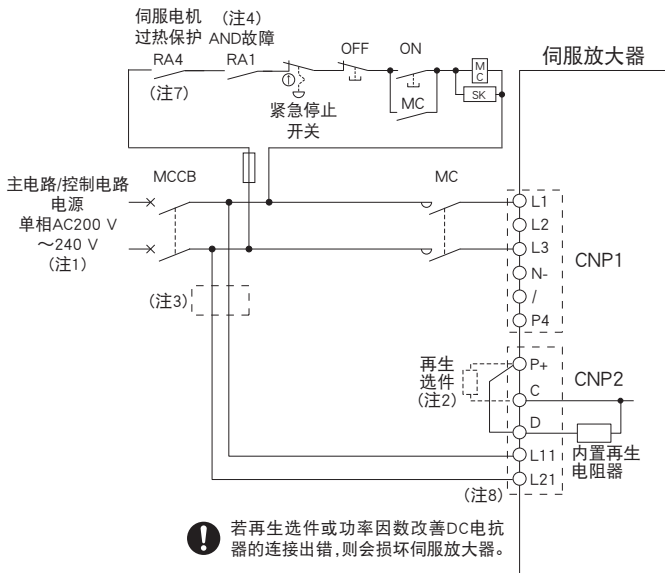 伺服电机 (注4)
过热保护 AND故障
OFF
ON
RA4
RA1
M
C
SK
(注7)
MC
紧急停止
开关
伺服放大器
主电路/控制电路
电源
单相AC200 V
～240 V
(注1)
MCCB
MC
L1
L2
L3
N-
/
P4
CNP1
(注3)
再生
选件
(注2)
P+
C
D
L11
L21
CNP2
内置再生
电阻器
(注8)
若再生选件或功率因数改善DC电抗
器的连接出错,则会损坏伺服放大器。